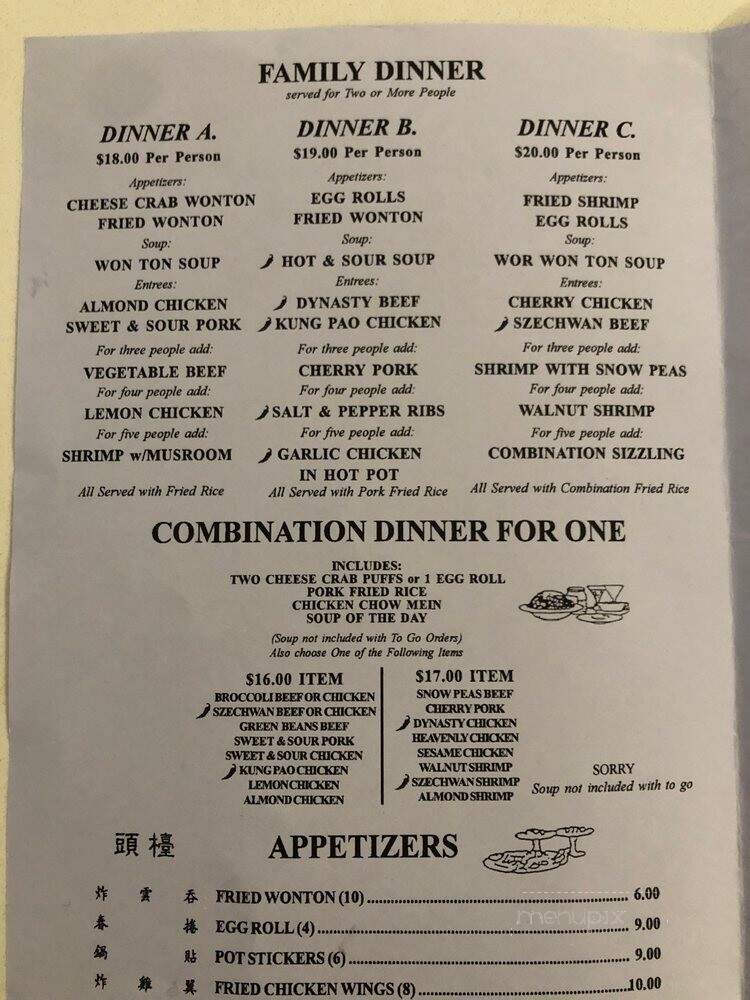 FAMILY DINNER
served for Two or More People
DINNER A.
$18.00 Per Person
Appetizers:
CHEESE CRAB WONTON
FRIED WONTON
Soup:
WON TON SOUP
Entrees:
ALMOND CHICKEN
SWEET & SOUR PORK
For three people add:
VEGETABLE BEEF
For four people add:
LEMON CHICKEN
For five people add:
SHRIMP w/MUSROOM
All Served with Fried Rice
DINNER B.
$19.00 Per Person
Appetizers:
EGG ROLLS
FRIED WONTON
Soup:
HOT & SOUR SOUP
Entrees:
DYNASTY BEEF
KUNG PAO CHICKEN
For three people add:
CHERRY PORK
For four people add:
SALT & PEPPER RIBS
For five people add:
GARLIC CHICKEN
IN HOT POT
All Served with Pork Fried Rice
DINNER C.
$20.00 Per Person
Appetizers:
FRIED SHRIMP
EGG ROLLS
Soup:
WOR WON TON SOUP
Entrees:
CHERRY CHICKEN
SZECHWAN BEEF
For three people add:
SHRIMP WITH SNOW PEAS
For four people add:
WALNUT SHRIMP
For five people add:
COMBINATION SIZZLING
All Served with Combination Fried Rice
COMBINATION DINNER FOR ONE
INCLUDES:
TWO CHEESE CRAB PUFFS or 1 EGG ROLL
PORK FRIED RICE
CHICKEN CHOW MEIN
SOUP OF THE DAY
(Soup not included with To Go Orders)
Also choose One of the Following Items
$16.00 ITEM
BROCCOLI BEEF OR CHICKEN
SZECHWAN BEEF OR CHICKEN
GREEN BEANS BEEF
SWEET & SOUR PORK
SWEET & SOUR CHICKEN
KUNG PAO CHICKEN
LEMON CHICKEN
ALMOND CHICKEN
$17.00 ITEM
SNOW PEAS BEEF
CHERRY PORK
DYNASTY CHICKEN
HEAVENLY CHICKEN
SESAME CHICKEN
WALNUT SHRIMP
SZECHWAN SHRIMP
ALMOND SHRIMP
SORRY
Soup not included with to go
頭檯 APPETIZERS
炸雲吞 FRIED WONTON (10) 6.00
春捲 EGG ROLL (4) 9.00
鍋貼 POT STICKERS (6) 9.00
炸雞翼 FRIED CHICKEN WINGS (8) 10.00
menupix